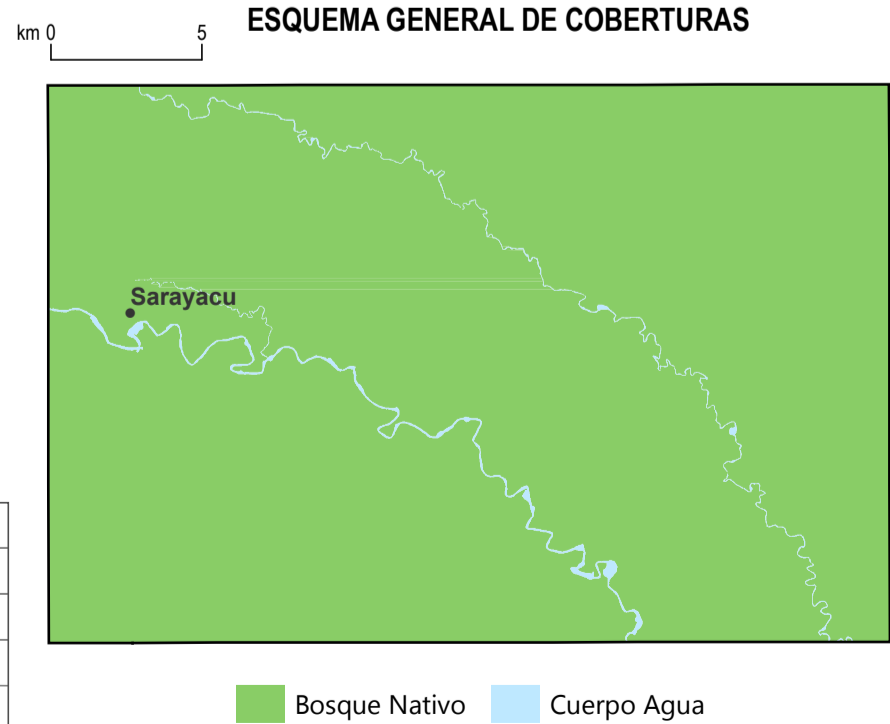 ESQUEMA GENERAL DE COBERTURAS
km 0 5
Sarayacu
Bosque Nativo Cuerpo Agua